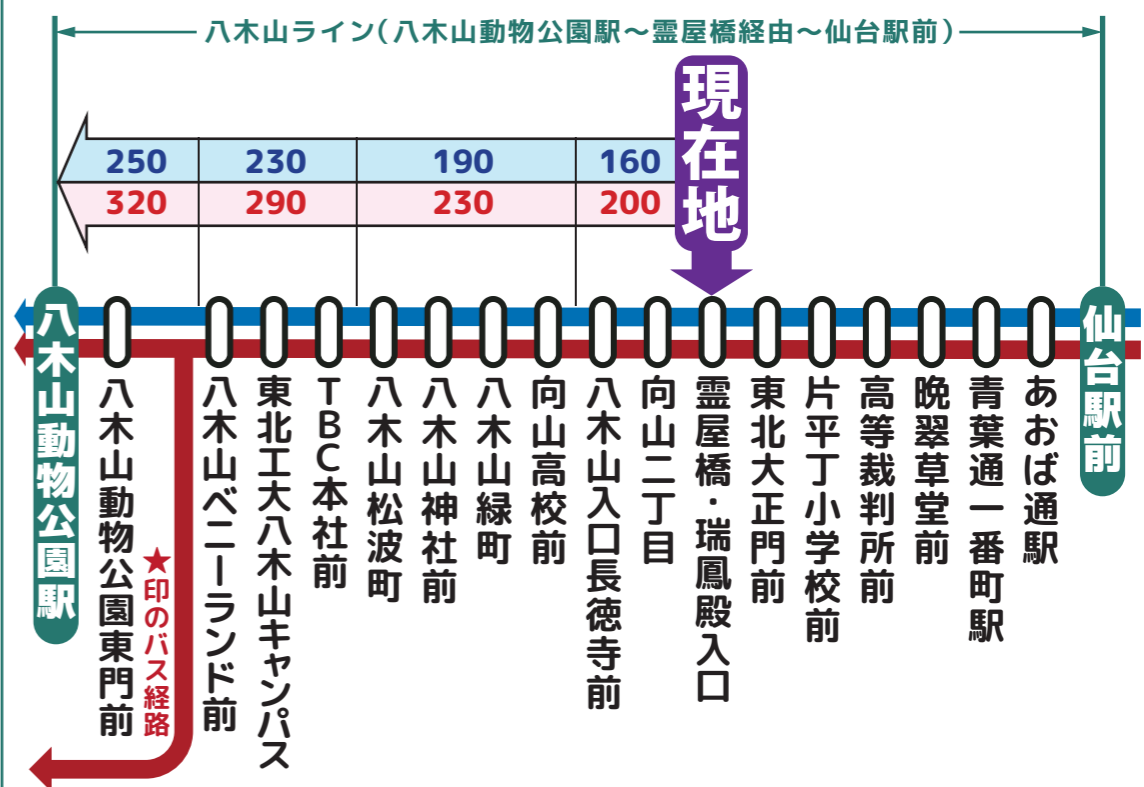 八木山ライン(八木山動物公園駅～霊屋橋経由～仙台駅前)
現在地
250 230 190 160
320 290 230 200
八木山動物公園駅
八木山動物公園東門前
★印のバス経路
八木山ベニーランド前
東北工大八木山キャンパス
TBC本社前
八木山松波町
八木山神社前
八木山緑町
向山高校前
八木山入口長徳寺前
向山二丁目
霊屋橋・瑞鳳殿入口
東北大正門前
片平丁小学校前
高等裁判所前
晩翠草堂前
青葉通一番町駅
あおば通駅
仙台駅前